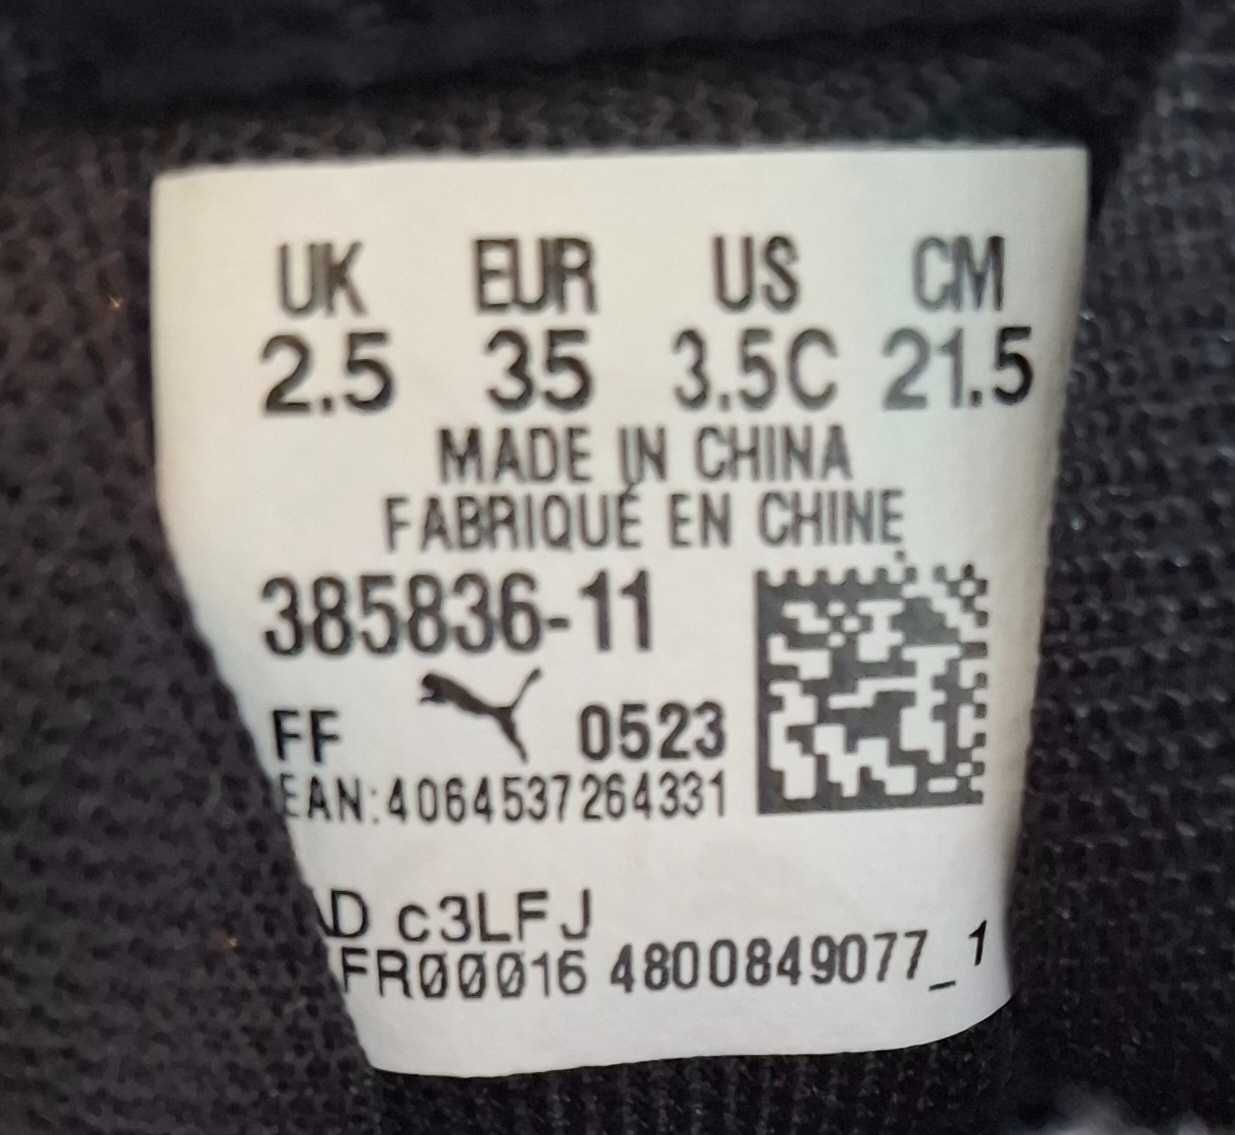 UK EUR US CM
2.5 35 3.5C 21.5
MADE IN CHINA
FABRIQUÉ EN CHINE
385836-11
FF 0523
EAN:4064537264331
AD c3LFJ
FR00016 4800849077_1